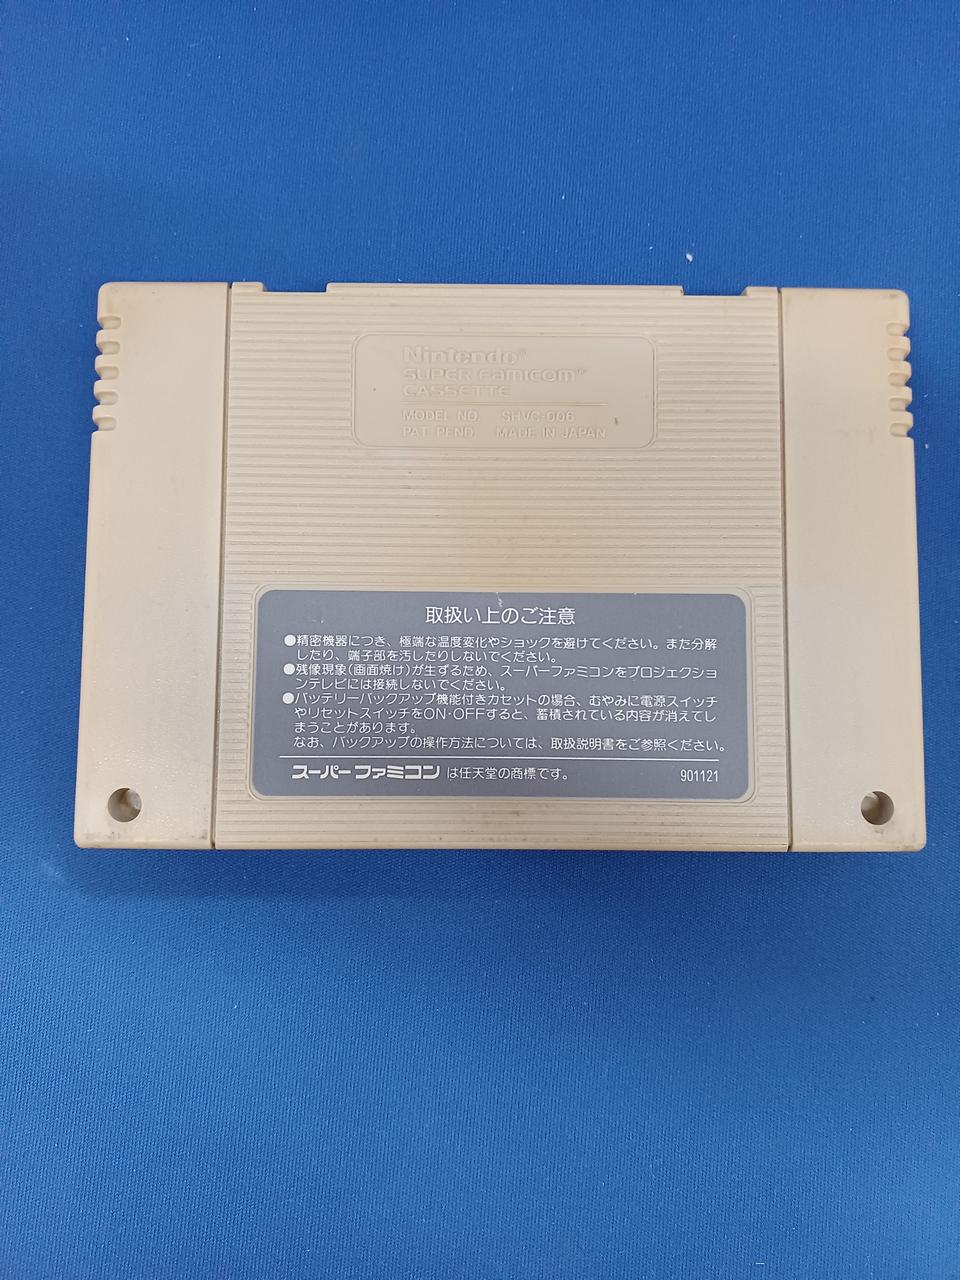 Nintendo®
SUPER FAMICOM®
CASSETTE
MODEL NO. SHVC-006
PAT. PEND. MADE IN JAPAN
取扱い上のご注意
●精密機器につき、極端な温度変化やショックを避けてください。また分解
したり、端子部を汚したりしないでください。
●残像現象(画面焼け)が生ずるため、スーパーファミコンをプロジェクショ
ンテレビには接続しないでください。
●バッテリーバックアップ機能付きカセットの場合、むやみに電源スイッチ
やリセットスイッチをON·OFFすると、蓄積されている内容が消えてし
まうことがあります。
なお、バックアップの操作方法については、取扱説明書をご参照ください。
スーパーファミコン は任天堂の商標です。 901121